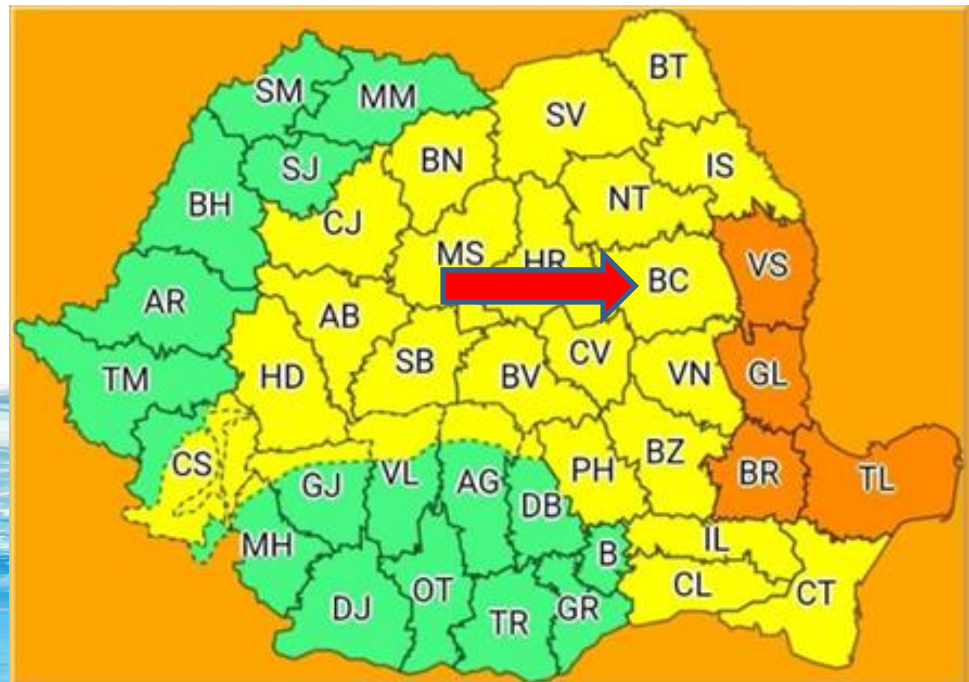 BT
SM
MM
SV
BN
IS
SJ
NT
BH
CJ
MS
HR
BC
VS
AR
AB
TM
HD
SB
BV
CV
VN
GL
CS
PH
BZ
BR
TL
GJ
VL
AG
DB
MH
B
IL
DJ
OT
TR
GR
CL
CT